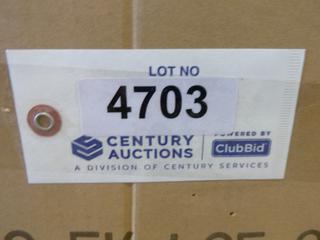 LOT NO
4703
CENTURY AUCTIONS
POWERED BY
ClubBid
A DIVISION OF CENTURY SERVICES